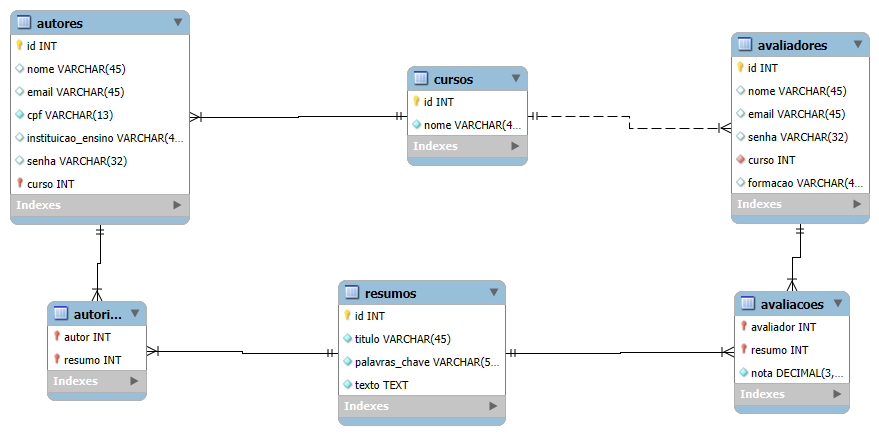 autores
id INT
nome VARCHAR(45)
email VARCHAR(45)
cpf VARCHAR(13)
instituicao_ensino VARCHAR(4...
senha VARCHAR(32)
curso INT
Indexes
cursos
id INT
nome VARCHAR(4...
Indexes
avaliadores
id INT
nome VARCHAR(45)
email VARCHAR(45)
senha VARCHAR(32)
curso INT
formacao VARCHAR(4...
Indexes
autori...
autor INT
resumo INT
Indexes
resumos
id INT
titulo VARCHAR(45)
palavras_chave VARCHAR(5...
texto TEXT
Indexes
avaliacoes
avaliador INT
resumo INT
nota DECIMAL(3,...
Indexes